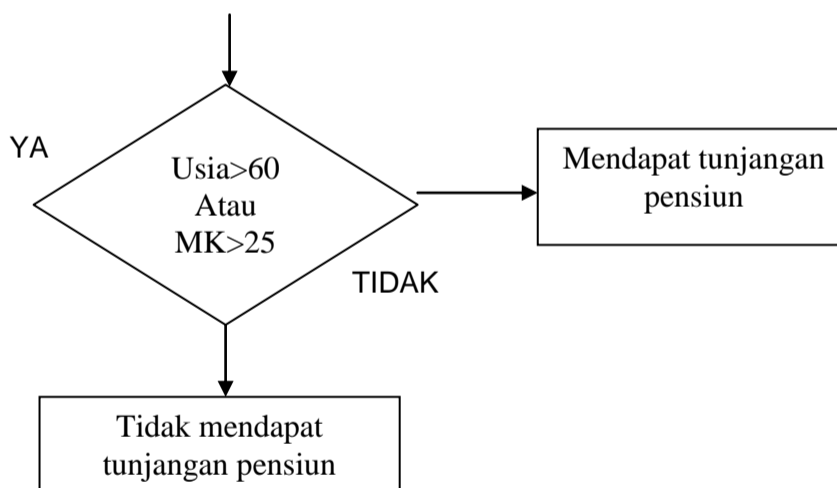 YA
Usia>60
Atau
MK>25
TIDAK
Mendapat tunjangan
pensiun
Tidak mendapat
tunjangan pensiun